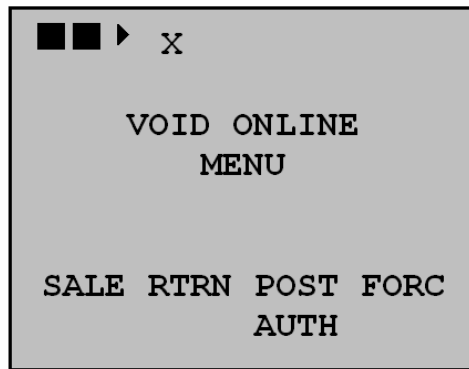 X
VOID ONLINE
MENU
SALE RTRN POST FORC
AUTH